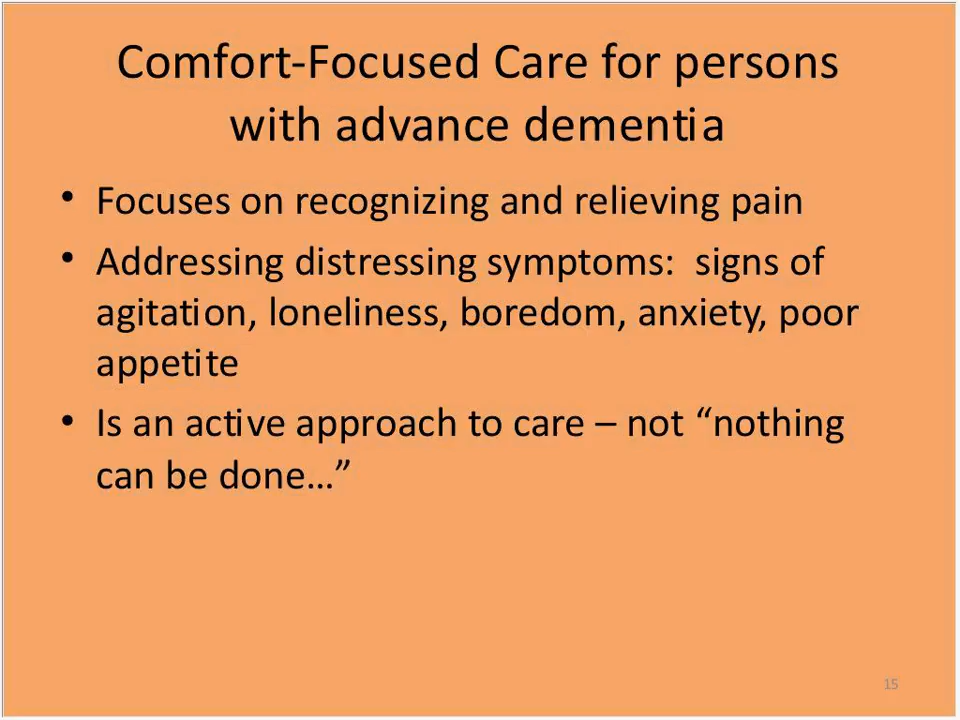 Comfort-Focused Care for persons
with advance dementia
• Focuses on recognizing and relieving pain
• Addressing distressing symptoms:  signs of
agitation, loneliness, boredom, anxiety, poor
appetite
• Is an active approach to care – not “nothing
can be done…”
15